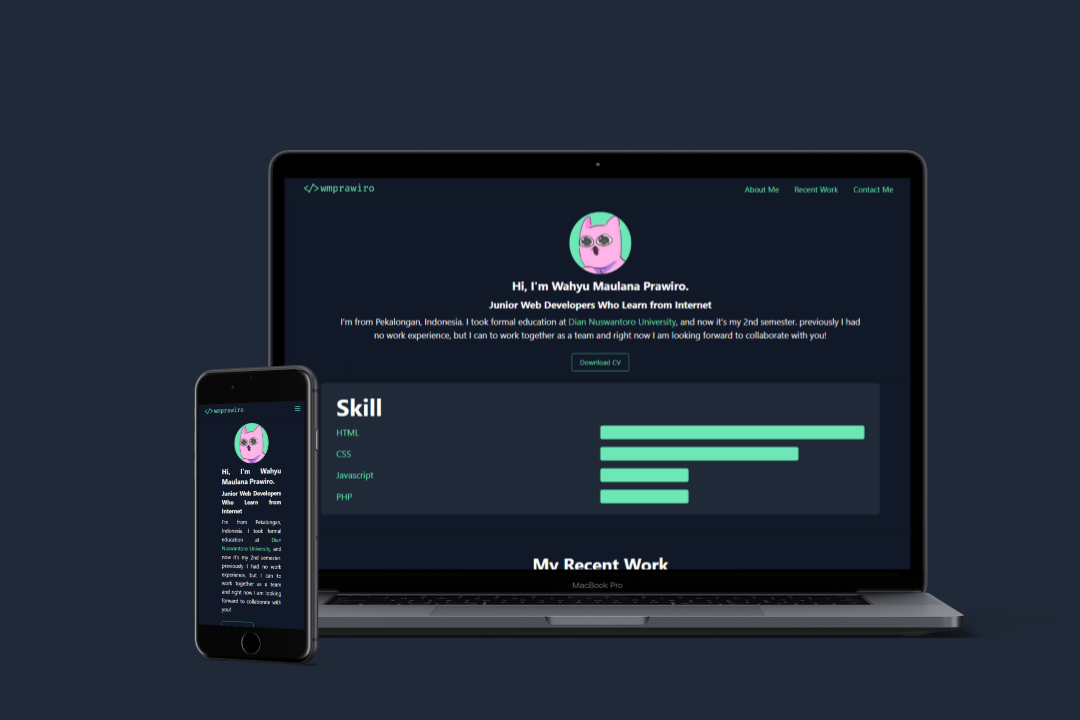 </>wmprawiro
About Me Recent Work Contact Me
Hi, I'm Wahyu Maulana Prawiro.
Junior Web Developers Who Learn from Internet
I'm from Pekalongan, Indonesia. I took formal education at Dian Nuswantoro University, and now it's my 2nd semester. previously I had
no work experience, but I can to work together as a team and right now I am looking forward to collaborate with you!
Download CV
Skill
HTML
CSS
Javascript
PHP
My Recent Work
MacBook Pro
</>wmprawiro
Hi, I'm Wahyu
Maulana Prawiro.
Junior Web Developers
Who Learn from
Internet
I'm from Pekalongan,
Indonesia. I took formal
education at Dian
Nuswantoro University, and
now it's my 2nd semester.
previously I had no work
experience, but I can to
work together as a team
and right now I am looking
forward to collaborate with
you!